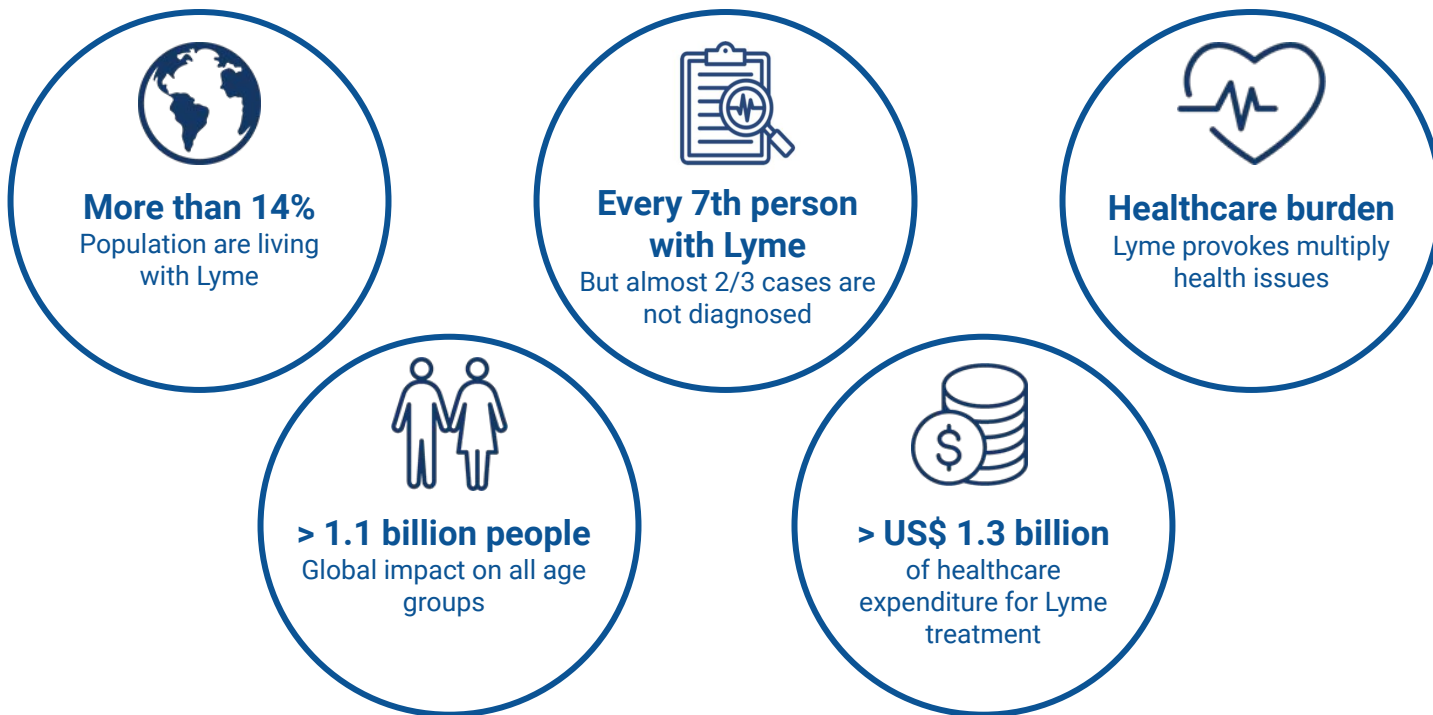 More than 14%
Population are living
with Lyme
Every 7th person
with Lyme
But almost 2/3 cases are
not diagnosed
Healthcare burden
Lyme provokes multiply
health issues
> 1.1 billion people
Global impact on all age
groups
> US$ 1.3 billion
of healthcare
expenditure for Lyme
treatment
$